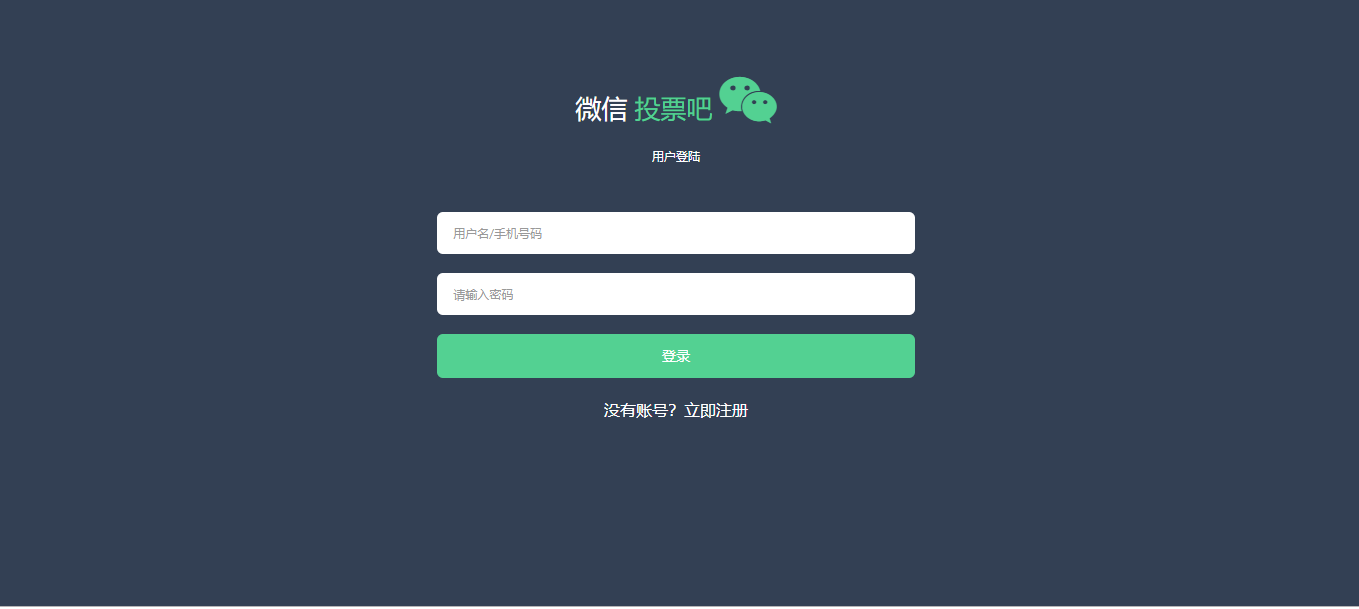 微信 投票吧
用户登陆
用户名/手机号码
请输入密码
登录
没有账号？立即注册